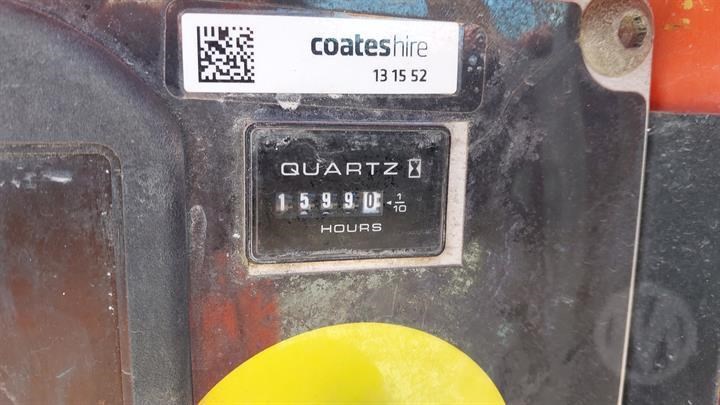 coateshire
13 15 52
QUARTZ
15990 ◄ 1/10
HOURS